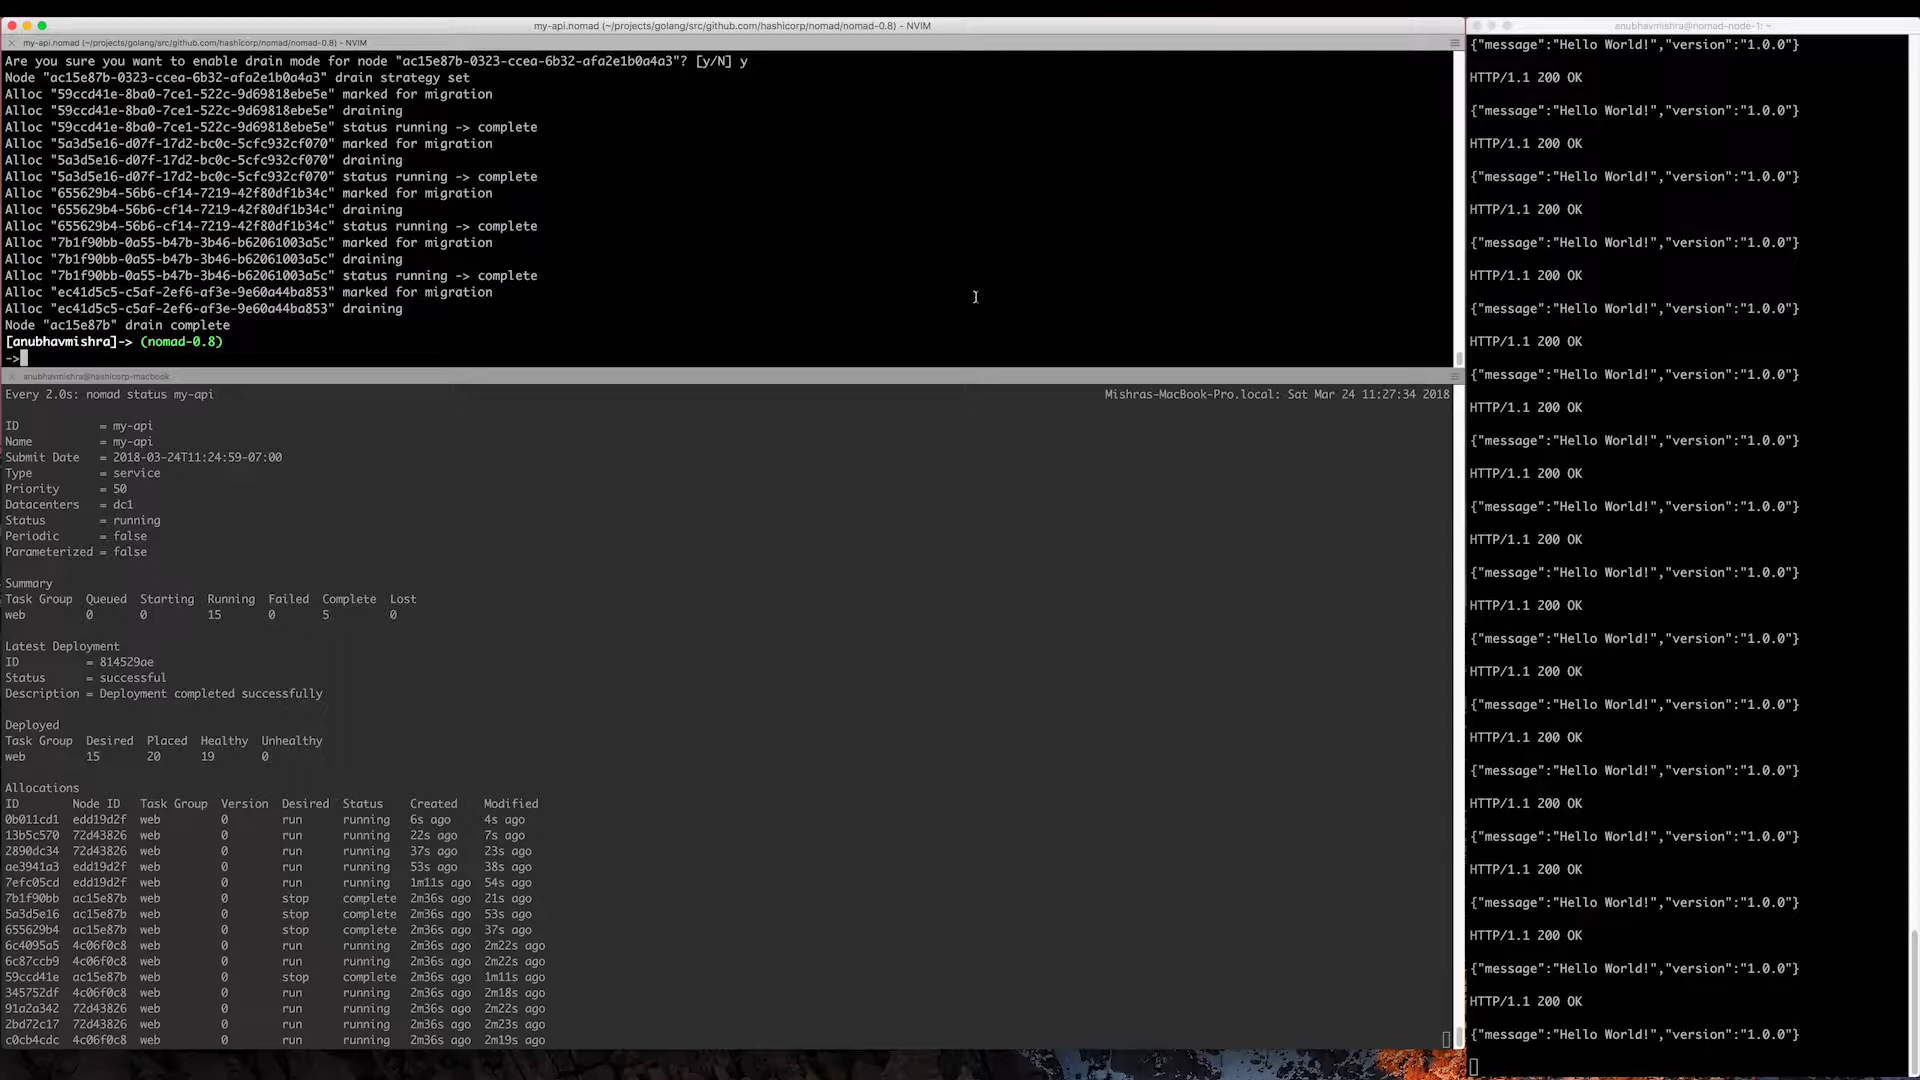 my-api.nomad (~/projects/golang/src/github.com/hashicorp/nomad/nomad-0.8) - NVIM
my-api.nomad (~/projects/golang/src/github.com/hashicorp/nomad/nomad-0.8) - NVIM
Are you sure you want to enable drain mode for node "ac15e87b-0323-ccea-6b32-afa2e1b0a4a3"? [y/N] y
Node "ac15e87b-0323-ccea-6b32-afa2e1b0a4a3" drain strategy set
Alloc "59ccd41e-8ba0-7ce1-522c-9d69818ebe5e" marked for migration
Alloc "59ccd41e-8ba0-7ce1-522c-9d69818ebe5e" draining
Alloc "59ccd41e-8ba0-7ce1-522c-9d69818ebe5e" status running -> complete
Alloc "5a3d5e16-d07f-17d2-bc0c-5cfc932cf070" marked for migration
Alloc "5a3d5e16-d07f-17d2-bc0c-5cfc932cf070" draining
Alloc "5a3d5e16-d07f-17d2-bc0c-5cfc932cf070" status running -> complete
Alloc "655629b4-56b6-cf14-7219-42f80df1b34c" marked for migration
Alloc "655629b4-56b6-cf14-7219-42f80df1b34c" draining
Alloc "655629b4-56b6-cf14-7219-42f80df1b34c" status running -> complete
Alloc "7b1f90bb-0a55-b47b-3b46-b62061003a5c" marked for migration
Alloc "7b1f90bb-0a55-b47b-3b46-b62061003a5c" draining
Alloc "7b1f90bb-0a55-b47b-3b46-b62061003a5c" status running -> complete
Alloc "ec41d5c5-c5af-2ef6-af3e-9e60a44ba853" marked for migration
Alloc "ec41d5c5-c5af-2ef6-af3e-9e60a44ba853" draining
Node "ac15e87b" drain complete
[anubhavmishra]-> (nomad-0.8)
->
anubhavmishra@hashicorp-macbook
Every 2.0s: nomad status my-api Mishras-MacBook-Pro.local: Sat Mar 24 11:27:34 2018
ID = my-api
Name = my-api
Submit Date = 2018-03-24T11:24:59-07:00
Type = service
Priority = 50
Datacenters = dc1
Status = running
Periodic = false
Parameterized = false
Summary
Task Group Queued Starting Running Failed Complete Lost
web 0 0 15 0 5 0
Latest Deployment
ID = 814529ae
Status = successful
Description = Deployment completed successfully
Deployed
Task Group Desired Placed Healthy Unhealthy
web 15 20 19 0
Allocations
ID Node ID Task Group Version Desired Status Created Modified
0b011cd1 edd19d2f web 0 run running 6s ago 4s ago
13b5c570 72d43826 web 0 run running 22s ago 7s ago
2890dc34 72d43826 web 0 run running 37s ago 23s ago
ae3941a3 edd19d2f web 0 run running 53s ago 38s ago
7efc05cd edd19d2f web 0 run running 1m11s ago 54s ago
7b1f90bb ac15e87b web 0 stop complete 2m36s ago 21s ago
5a3d5e16 ac15e87b web 0 stop complete 2m36s ago 53s ago
655629b4 ac15e87b web 0 stop complete 2m36s ago 37s ago
6c4095a5 4c06f0c8 web 0 run running 2m36s ago 2m22s ago
6c87ccb9 4c06f0c8 web 0 run running 2m36s ago 2m22s ago
59ccd41e ac15e87b web 0 stop complete 2m36s ago 1m11s ago
345752df 4c06f0c8 web 0 run running 2m36s ago 2m18s ago
91a2a342 72d43826 web 0 run running 2m36s ago 2m22s ago
2bd72c17 72d43826 web 0 run running 2m36s ago 2m23s ago
c0cb4cdc 4c06f0c8 web 0 run running 2m36s ago 2m19s ago
anubhavmishra@nomad-node-1: ~
{"message":"Hello World!","version":"1.0.0"}
HTTP/1.1 200 OK
{"message":"Hello World!","version":"1.0.0"}
HTTP/1.1 200 OK
{"message":"Hello World!","version":"1.0.0"}
HTTP/1.1 200 OK
{"message":"Hello World!","version":"1.0.0"}
HTTP/1.1 200 OK
{"message":"Hello World!","version":"1.0.0"}
HTTP/1.1 200 OK
{"message":"Hello World!","version":"1.0.0"}
HTTP/1.1 200 OK
{"message":"Hello World!","version":"1.0.0"}
HTTP/1.1 200 OK
{"message":"Hello World!","version":"1.0.0"}
HTTP/1.1 200 OK
{"message":"Hello World!","version":"1.0.0"}
HTTP/1.1 200 OK
{"message":"Hello World!","version":"1.0.0"}
HTTP/1.1 200 OK
{"message":"Hello World!","version":"1.0.0"}
HTTP/1.1 200 OK
{"message":"Hello World!","version":"1.0.0"}
HTTP/1.1 200 OK
{"message":"Hello World!","version":"1.0.0"}
HTTP/1.1 200 OK
{"message":"Hello World!","version":"1.0.0"}
HTTP/1.1 200 OK
{"message":"Hello World!","version":"1.0.0"}
HTTP/1.1 200 OK
{"message":"Hello World!","version":"1.0.0"}